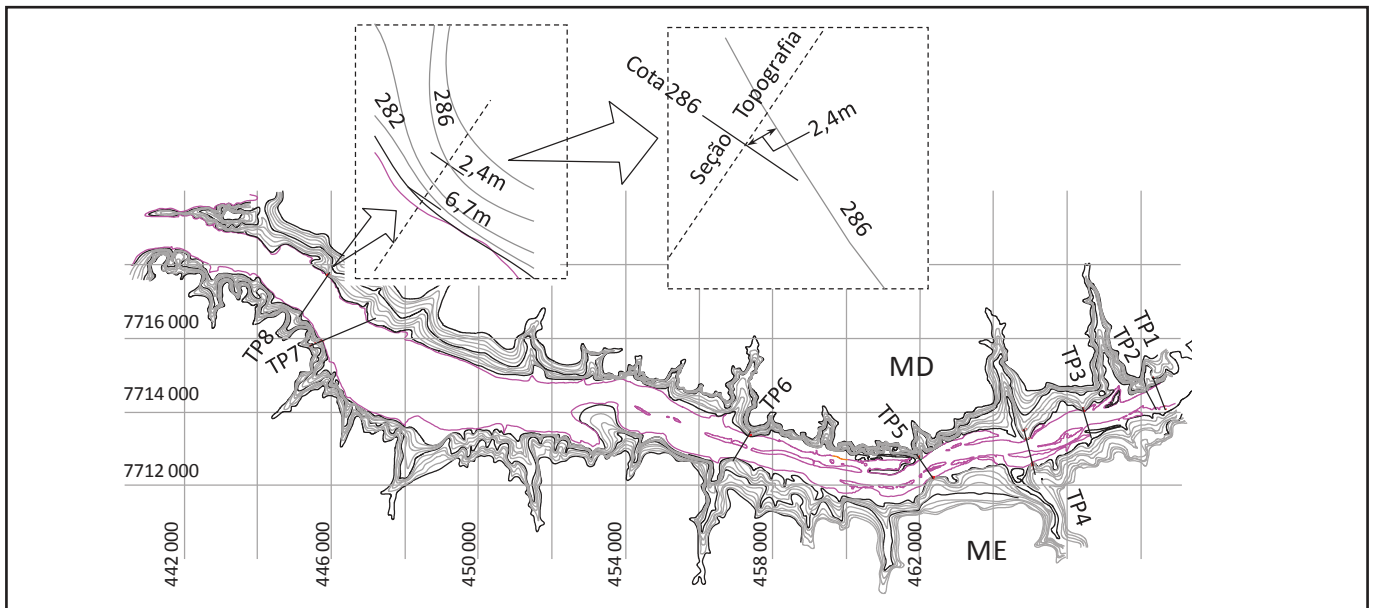 282
286
2,4m
6,7m
Cota 286
Seção
Topografia
2,4m
286
7716 000
7714 000
7712 000
TP8
TP7
TP6
MD
TP5
TP3
TP2
TP1
TP4
ME
442 000
446 000
450 000
454 000
458 000
462 000